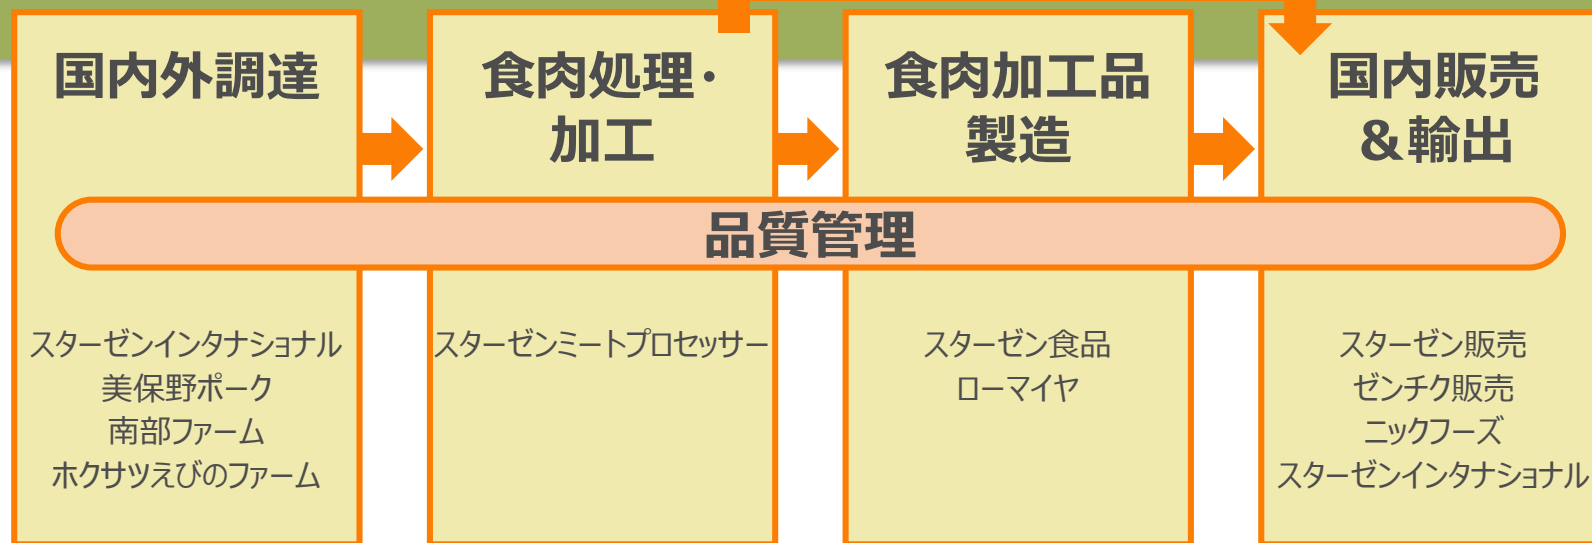 国内外調達
食肉処理・
加工
食肉加工品
製造
国内販売
＆輸出
品質管理
スターゼンインタナショナル
美保野ポーク
南部ファーム
ホクサツえびのファーム
スターゼンミートプロセッサー
スターゼン食品
ローマイヤ
スターゼン販売
ゼンチク販売
ニックフーズ
スターゼンインタナショナル